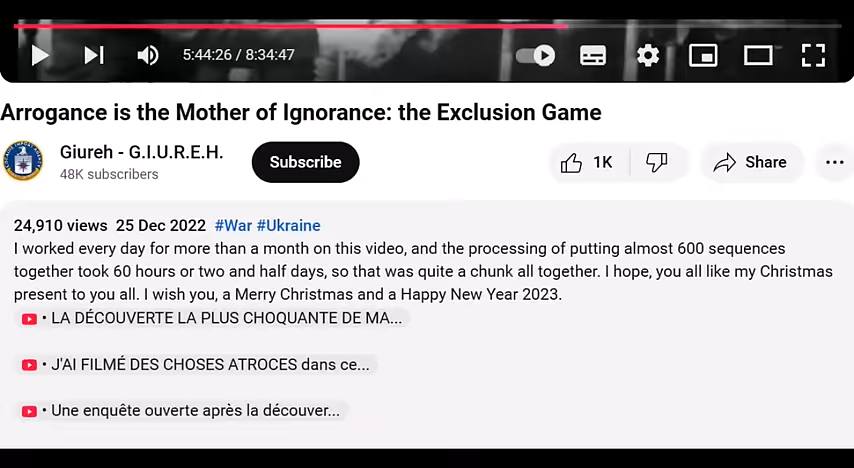 5:44:26 / 8:34:47
Arrogance is the Mother of Ignorance: the Exclusion Game
Giureh - G.I.U.R.E.H.
48K subscribers
Subscribe
1K
Share
24,910 views 25 Dec 2022 #War #Ukraine
I worked every day for more than a month on this video, and the processing of putting almost 600 sequences
together took 60 hours or two and half days, so that was quite a chunk all together. I hope, you all like my Christmas
present to you all. I wish you, a Merry Christmas and a Happy New Year 2023.
• LA DÉCOUVERTE LA PLUS CHOQUANTE DE MA...
• J'AI FILMÉ DES CHOSES ATROCES dans ce...
• Une enquête ouverte après la découver...